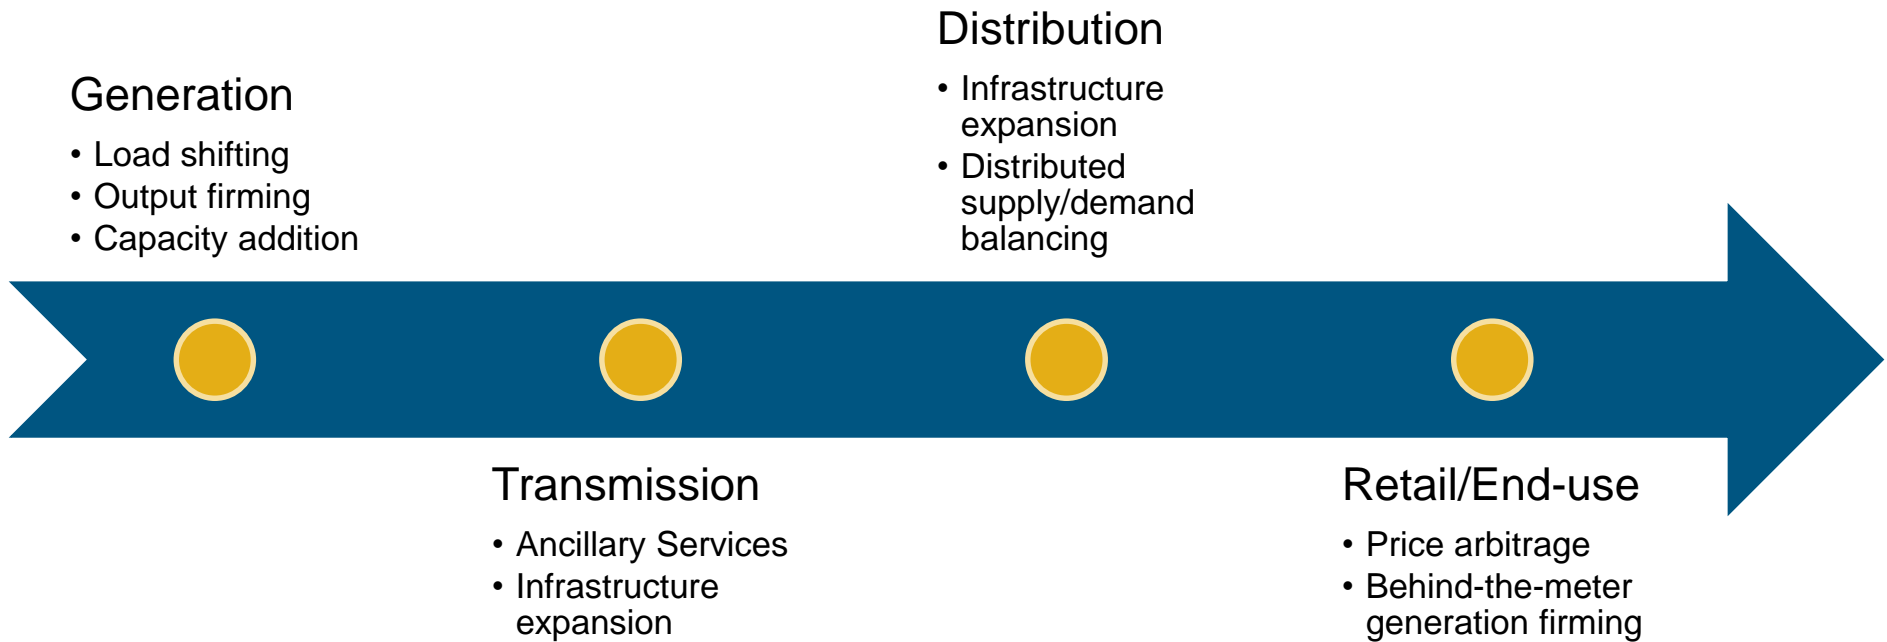 Generation
• Load shifting
• Output firming
• Capacity addition
Transmission
• Ancillary Services
• Infrastructure
expansion
Distribution
• Infrastructure
expansion
• Distributed
supply/demand
balancing
Retail/End-use
• Price arbitrage
• Behind-the-meter
generation firming